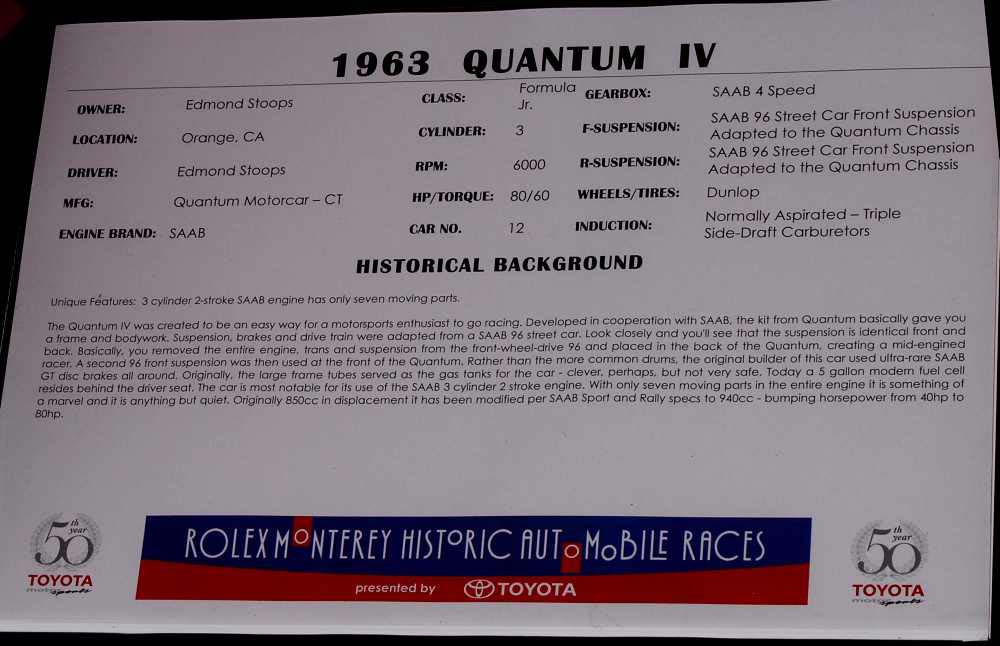 1963 QUANTUM IV
OWNER: Edmond Stoops
LOCATION: Orange, CA
DRIVER: Edmond Stoops
MFG: Quantum Motorcar – CT
ENGINE BRAND: SAAB
CLASS: Formula Jr.
CYLINDER: 3
RPM: 6000
HP/TORQUE: 80/60
CAR NO. 12
GEARBOX: SAAB 4 Speed
F-SUSPENSION: SAAB 96 Street Car Front Suspension
Adapted to the Quantum Chassis
R-SUSPENSION: SAAB 96 Street Car Front Suspension
Adapted to the Quantum Chassis
WHEELS/TIRES: Dunlop
INDUCTION: Normally Aspirated – Triple
Side-Draft Carburetors
HISTORICAL BACKGROUND
Unique Features: 3 cylinder 2-stroke SAAB engine has only seven moving parts.
The Quantum IV was created to be an easy way for a motorsports enthusiast to go racing. Developed in cooperation with SAAB, the kit from Quantum basically gave you
a frame and bodywork. Suspension, brakes and drive train were adapted from a SAAB 96 street car. Look closely and you'll see that the suspension is identical front and
back. Basically, you removed the entire engine, trans and suspension from the front-wheel-drive 96 and placed in the back of the Quantum, creating a mid-engined
racer. A second 96 front suspension was then used at the front of the Quantum. Rather than the more common drums, the original builder of this car used ultra-rare SAAB
GT disc brakes all around. Originally, the large frame tubes served as the gas tanks for the car - clever, perhaps, but not very safe. Today a 5 gallon modern fuel cell
resides behind the driver seat. The car is most notable for its use of the SAAB 3 cylinder 2 stroke engine. With only seven moving parts in the entire engine it is something of
a marvel and it is anything but quiet. Originally 850cc in displacement it has been modified per SAAB Sport and Rally specs to 940cc - bumping horsepower from 40hp to
80hp.
50th year
TOYOTA
motorsports
ROLEX MONTEREY HISTORIC AUTOMOBILE RACES
presented by TOYOTA
50th year
TOYOTA
motorsports